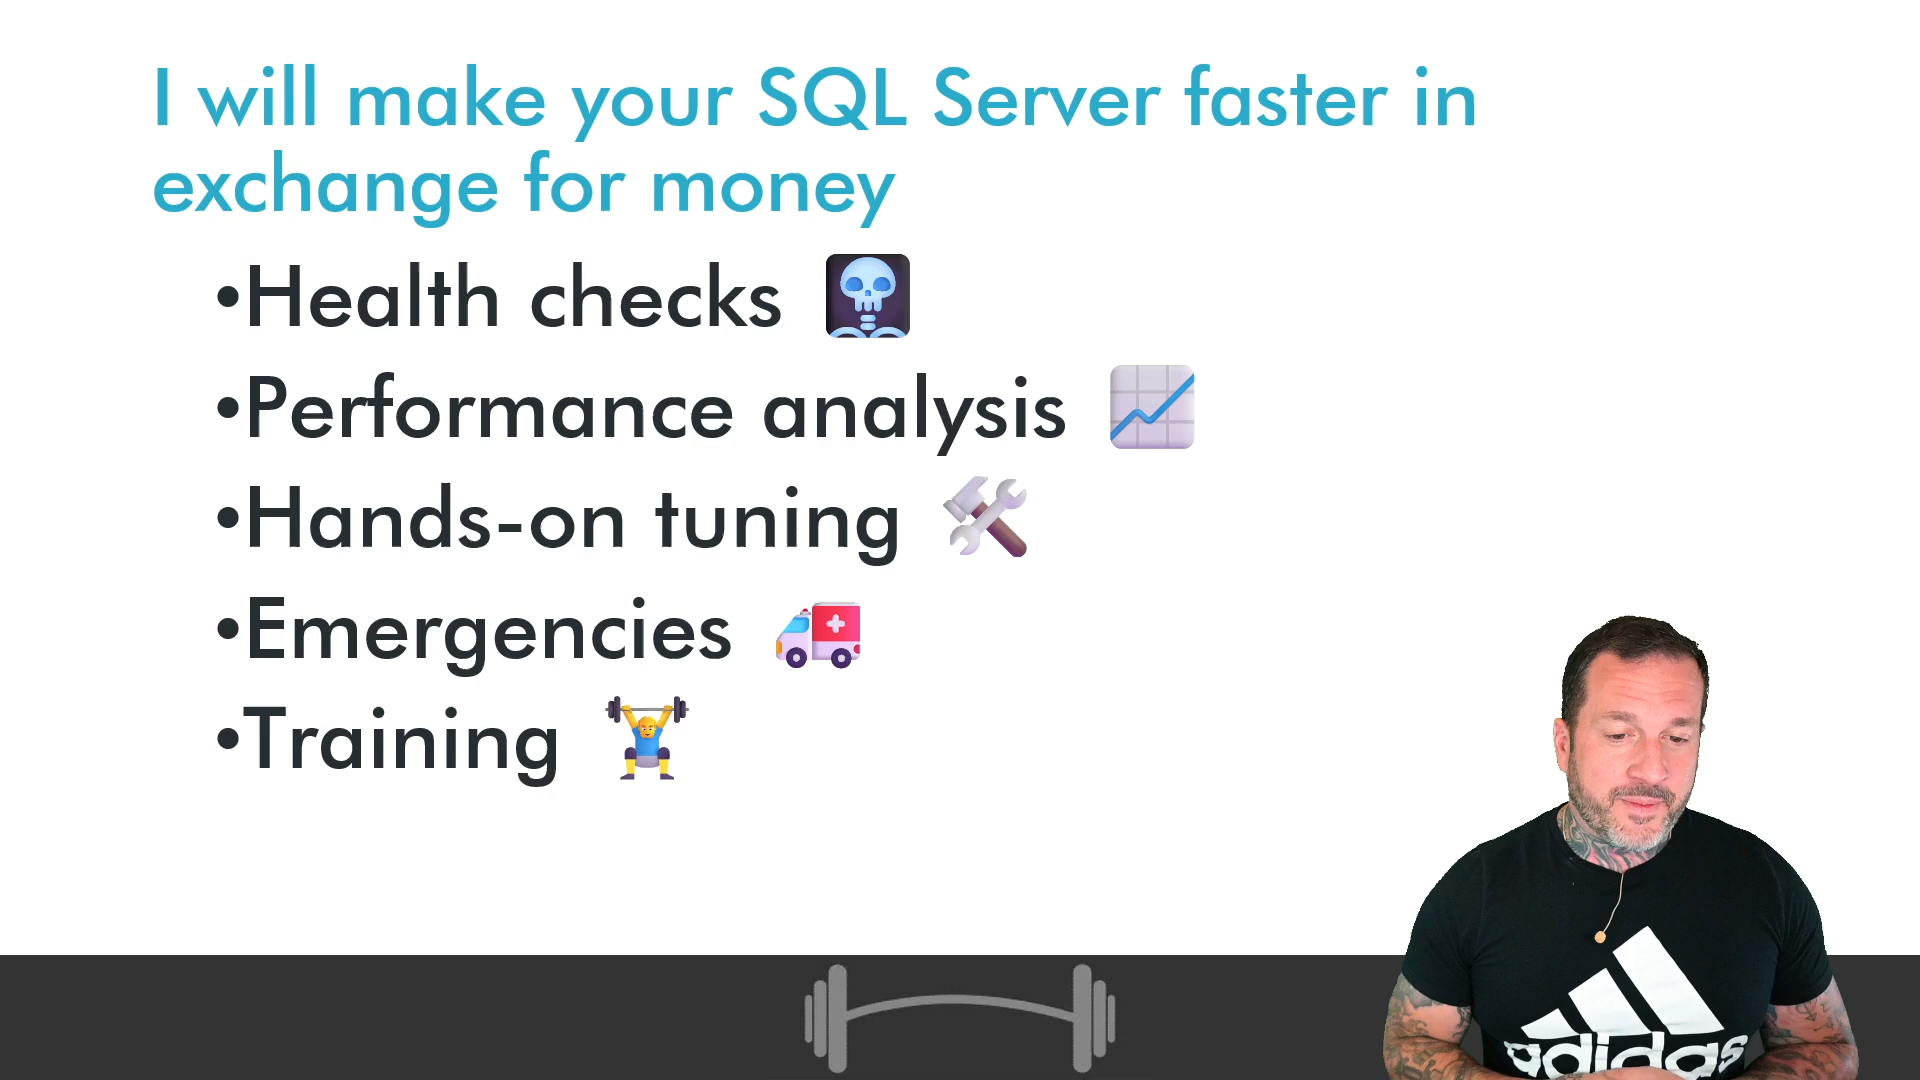 I will make your SQL Server faster in
exchange for money
•Health checks
•Performance analysis
•Hands-on tuning
•Emergencies
•Training
adidas